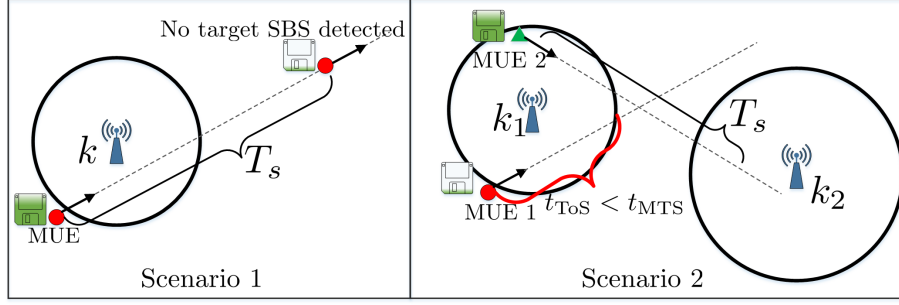 No target SBS detected
k
T_s
MUE
Scenario 1
MUE 2
k_1
T_s
MUE 1
t_ToS < t_MTS
k_2
Scenario 2